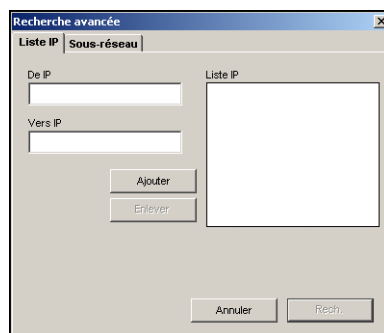 Recherche avancée
Liste IP
Sous-réseau
De IP
Liste IP
Vers IP
Ajouter
Enlever
Annuler
Rech.